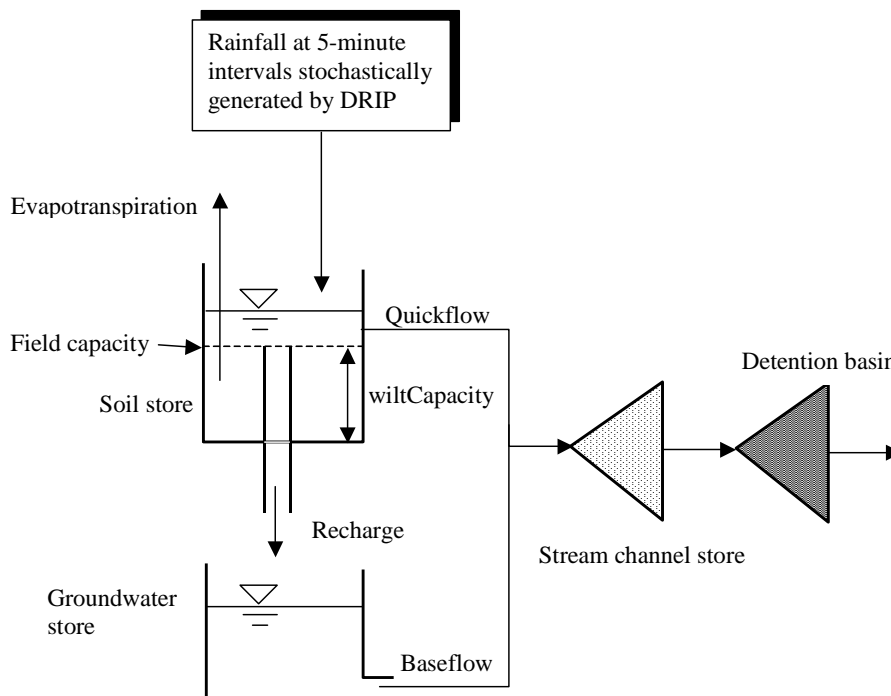 Rainfall at 5-minute
intervals stochastically
generated by DRIP
Evapotranspiration
Quickflow
Field capacity
Detention basin
wiltCapacity
Soil store
Recharge
Stream channel store
Groundwater
store
Baseflow